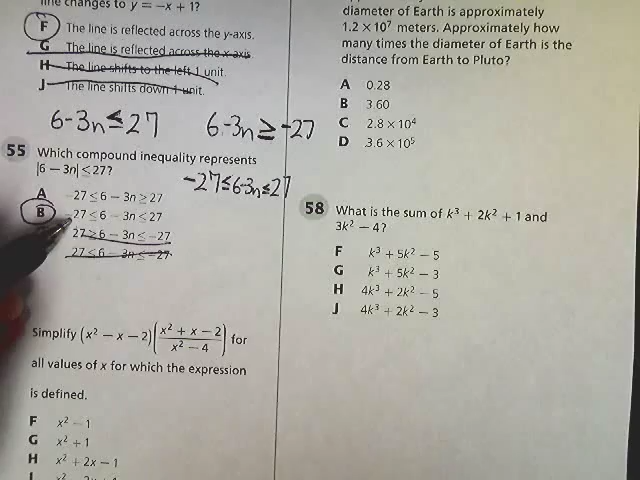 line changes to y = −x + 1?
F The line is reflected across the y-axis.
G The line is reflected across the x-axis.
H The line shifts to the left 1 unit.
J The line shifts down 1 unit.
6-3n ≤ 27 6-3n ≥ -27
55 Which compound inequality represents
|6 − 3n| ≤ 27?
-27≤6-3n≤27
A −27 ≤ 6 − 3n ≥ 27
B −27 ≤ 6 − 3n ≤ 27
27 ≥ 6 − 3n ≤ −27
27 ≤ 6 − 3n ≤ −27
Simplify (x² − x − 2)(x² + x − 2 / x² − 4) for
all values of x for which the expression
is defined.
F x² − 1
G x² + 1
H x² + 2x − 1
diameter of Earth is approximately
1.2 × 10⁷ meters. Approximately how
many times the diameter of Earth is the
distance from Earth to Pluto?
A 0.28
B 3.60
C 2.8 × 10⁴
D 3.6 × 10⁵
58 What is the sum of k³ + 2k² + 1 and
3k² − 4?
F k³ + 5k² − 5
G k³ + 5k² − 3
H 4k³ + 2k² − 5
J 4k³ + 2k² − 3